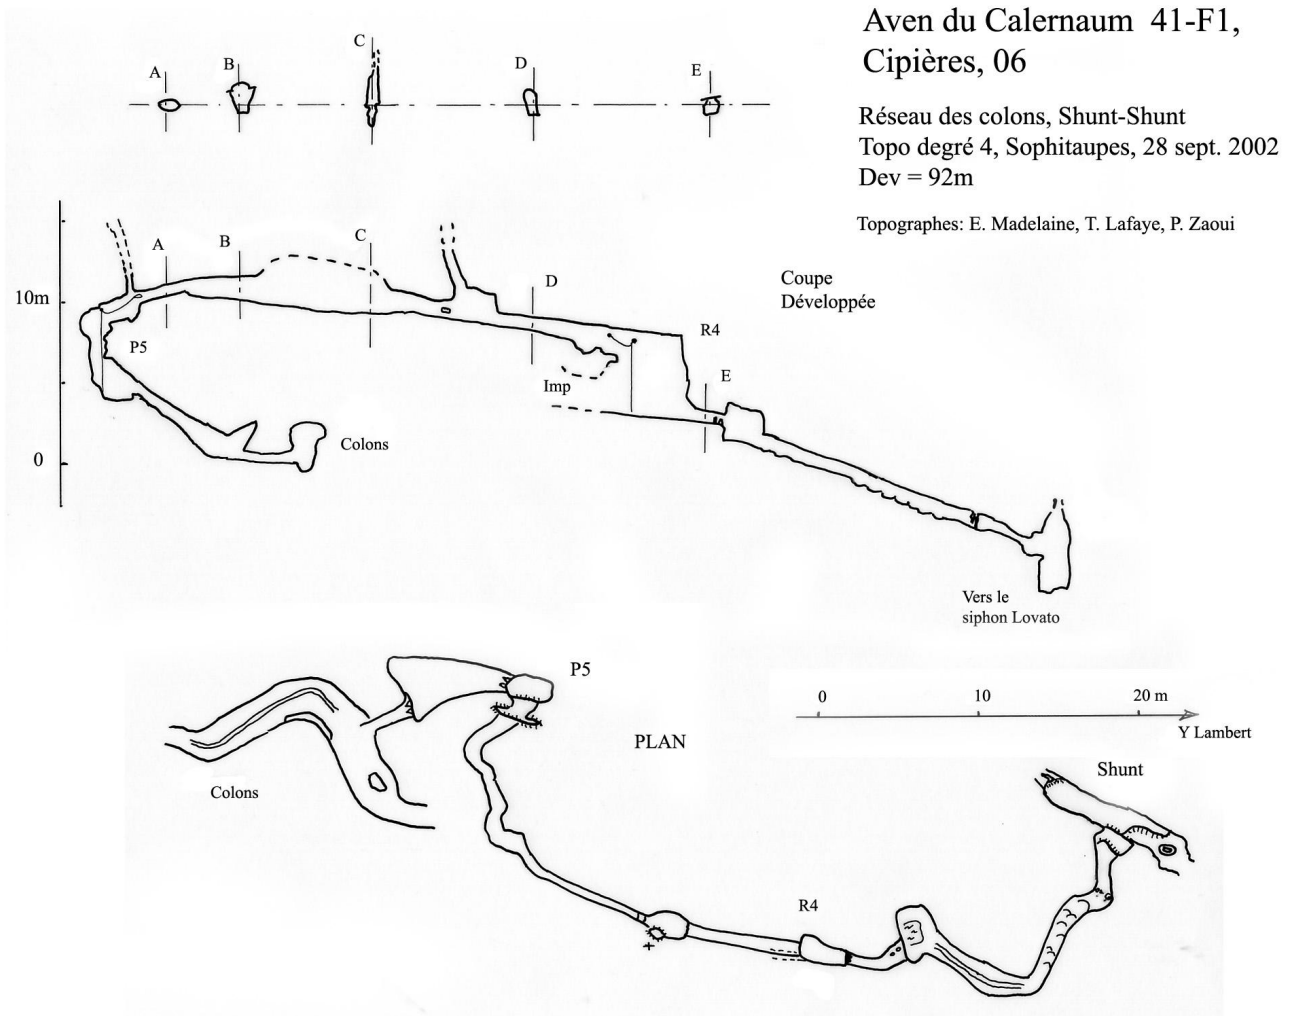 Aven du Calernaum 41-F1,
Cipières, 06
Réseau des colons, Shunt-Shunt
Topo degré 4, Sophitaupes, 28 sept. 2002
Dev = 92m
Topographes: E. Madelaine, T. Lafaye, P. Zaoui
A B C D E
A B C D
Coupe
Développée
10m
R4
P5
E
Imp
Colons
0
Vers le
siphon Lovato
P5
0 10 20 m
Y Lambert
PLAN
Shunt
Colons
R4